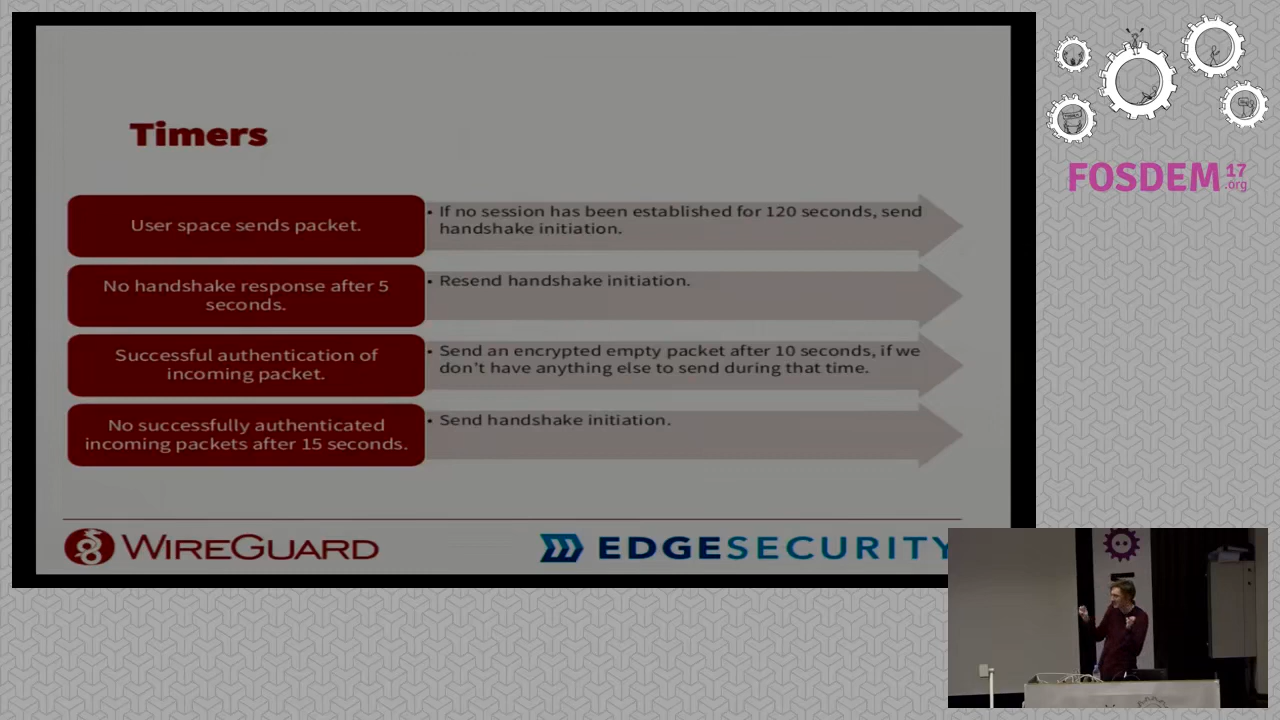 Timers
User space sends packet.
• If no session has been established for 120 seconds, send
handshake initiation.
No handshake response after 5
seconds.
• Resend handshake initiation.
Successful authentication of
incoming packet.
• Send an encrypted empty packet after 10 seconds, if we
don't have anything else to send during that time.
No successfully authenticated
incoming packets after 15 seconds.
• Send handshake initiation.
WIREGUARD
EDGESECURITY
FOSDEM 17
.org